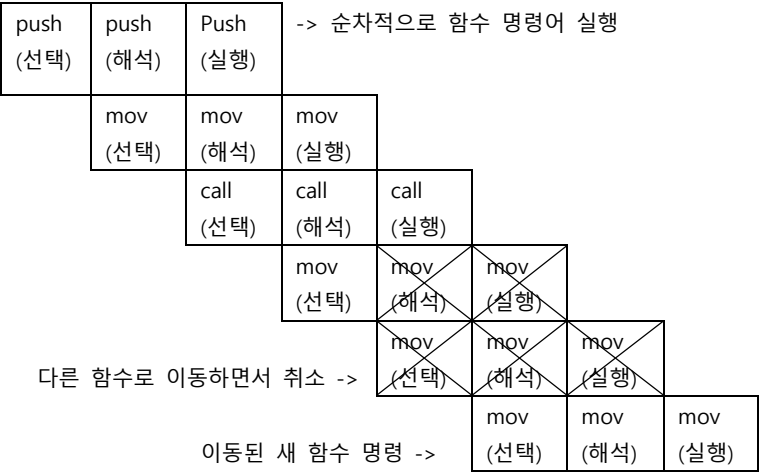 push push Push -> 순차적으로 함수 명령어 실행
(선택) (해석) (실행)
mov mov mov
(선택) (해석) (실행)
call call call
(선택) (해석) (실행)
mov mov mov
(선택) (해석) (실행)
mov mov mov
다른 함수로 이동하면서 취소 -> (선택) (해석) (실행)
mov mov mov
이동된 새 함수 명령 -> (선택) (해석) (실행)